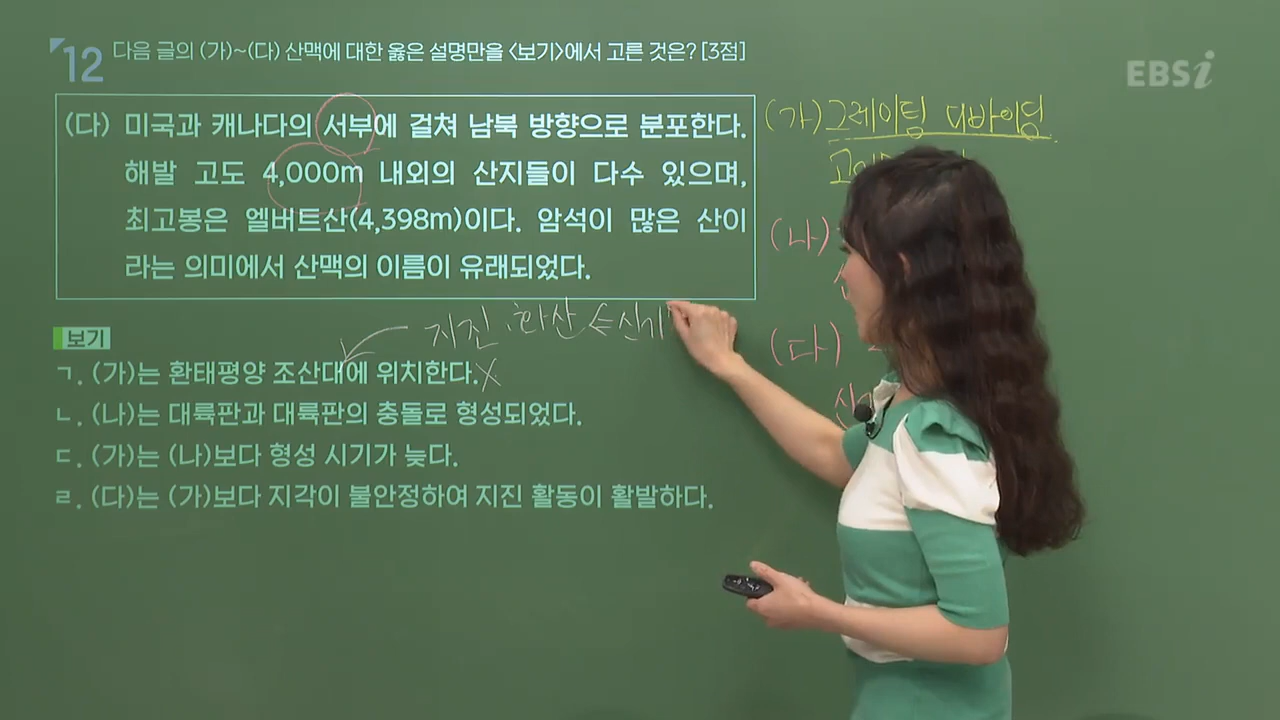 12
다음 글의 (가)~(다) 산맥에 대한 옳은 설명만을 <보기>에서 고른 것은? [3점]
EBSi
(다) 미국과 캐나다의 서부에 걸쳐 남북 방향으로 분포한다.
해발 고도 4,000m 내외의 산지들이 다수 있으며,
최고봉은 엘버트산(4,398m)이다. 암석이 많은 산이
라는 의미에서 산맥의 이름이 유래되었다.
(가) 그레이팅 디바이딩
(나)
(다)
지진, 화산 ⇐
보기
ㄱ. (가)는 환태평양 조산대에 위치한다. X
ㄴ. (나)는 대륙판과 대륙판의 충돌로 형성되었다.
ㄷ. (가)는 (나)보다 형성 시기가 늦다.
ㄹ. (다)는 (가)보다 지각이 불안정하여 지진 활동이 활발하다.